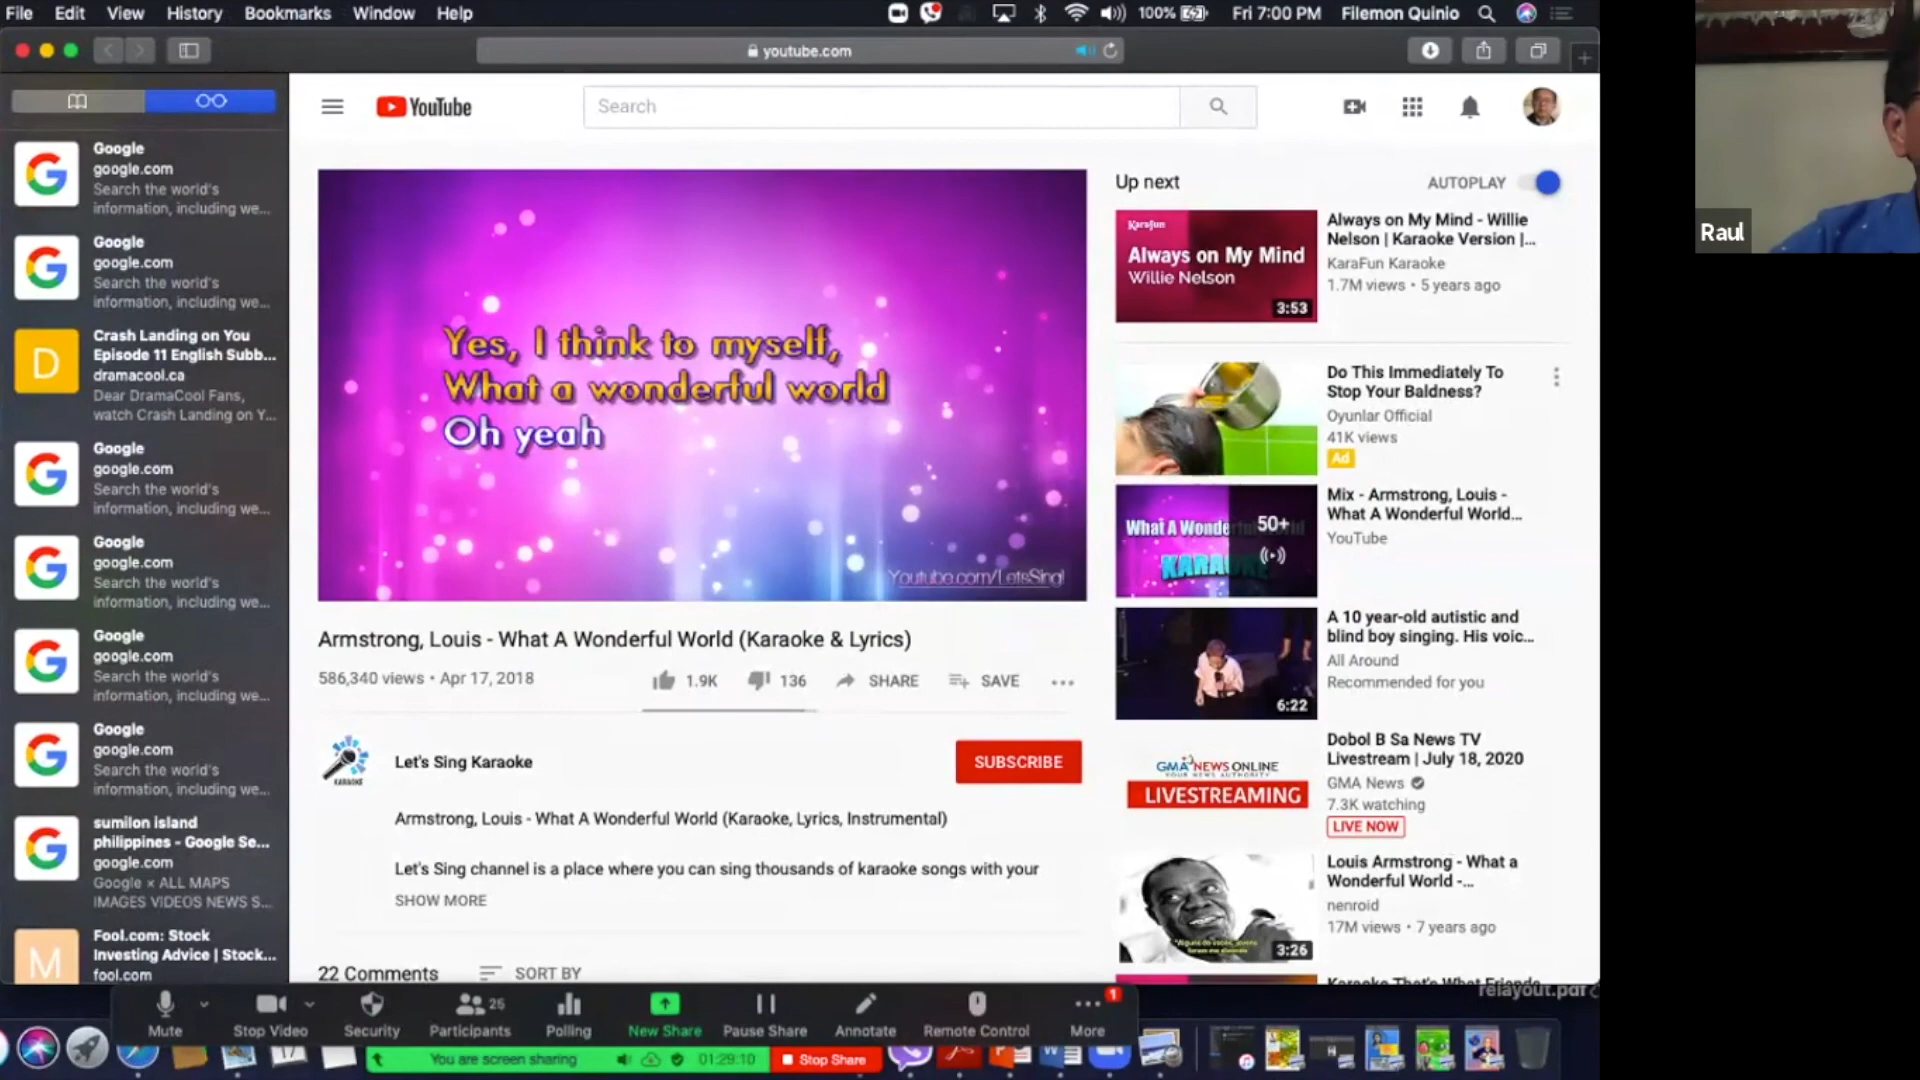 File Edit View History Bookmarks Window Help
100% Fri 7:00 PM Filemon Quinio
youtube.com
YouTube
Search
Google
google.com
Search the world's
information, including we...
Google
google.com
Search the world's
information, including we...
D
Crash Landing on You
Episode 11 English Subb...
dramacool.ca
Dear DramaCool Fans,
watch Crash Landing on Y...
Google
google.com
Search the world's
information, including we...
Google
google.com
Search the world's
information, including we...
Google
google.com
Search the world's
information, including we...
Google
google.com
Search the world's
information, including we...
sumilon island
philippines - Google Se...
google.com
Google × ALL MAPS
IMAGES VIDEOS NEWS S...
M
Fool.com: Stock
Investing Advice | Stock...
fool.com
Yes, I think to myself,
What a wonderful world
Oh yeah
Youtube.com/LetsSing!
Armstrong, Louis - What A Wonderful World (Karaoke & Lyrics)
586,340 views • Apr 17, 2018
1.9K 136 SHARE SAVE
KARAOKE
Let's Sing Karaoke
SUBSCRIBE
Armstrong, Louis - What A Wonderful World (Karaoke, Lyrics, Instrumental)
Let's Sing channel is a place where you can sing thousands of karaoke songs with your
SHOW MORE
22 Comments SORT BY
Up next AUTOPLAY
Karafun
Always on My Mind
Willie Nelson
3:53
Always on My Mind - Willie
Nelson | Karaoke Version |...
KaraFun Karaoke
1.7M views • 5 years ago
Do This Immediately To
Stop Your Baldness?
Oyunlar Official
41K views
Ad
50+
Mix - Armstrong, Louis -
What A Wonderful World...
YouTube
6:22
A 10 year-old autistic and
blind boy singing. His voic...
All Around
Recommended for you
GMA NEWS ONLINE
YOUR NEWS AUTHORITY
LIVESTREAMING
Dobol B Sa News TV
Livestream | July 18, 2020
GMA News
7.3K watching
LIVE NOW
3:26
Louis Armstrong - What a
Wonderful World -...
nenroid
17M views • 7 years ago
Karaoke That's What Friends
relayout.pdf
Mute Stop Video Security Participants 25 Polling New Share Pause Share Annotate Remote Control More 1
You are screen sharing 01:29:10 Stop Share
17
Raul